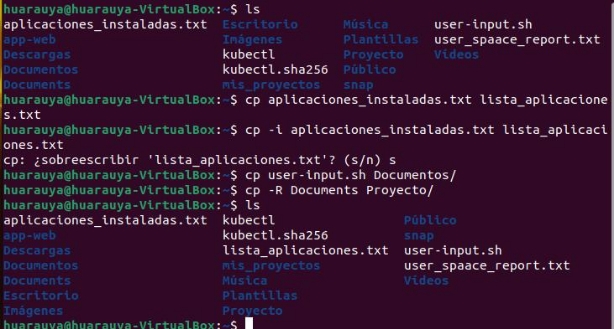 huarauya@huarauya-VirtualBox:~$ ls
aplicaciones_instaladas.txt Escritorio Música user-input.sh
app-web Imágenes Plantillas user_spaace_report.txt
Descargas kubectl Proyecto Vídeos
Documentos kubectl.sha256 Público
Documents mis_proyectos snap
huarauya@huarauya-VirtualBox:~$ cp aplicaciones_instaladas.txt lista_aplicacione
s.txt
huarauya@huarauya-VirtualBox:~$ cp -i aplicaciones_instaladas.txt lista_aplicaci
ones.txt
cp: ¿sobreescribir 'lista_aplicaciones.txt'? (s/n) s
huarauya@huarauya-VirtualBox:~$ cp user-input.sh Documentos/
huarauya@huarauya-VirtualBox:~$ cp -R Documents Proyecto/
huarauya@huarauya-VirtualBox:~$ ls
aplicaciones_instaladas.txt kubectl Público
app-web kubectl.sha256 snap
Descargas lista_aplicaciones.txt user-input.sh
Documentos mis_proyectos user_spaace_report.txt
Documents Música Vídeos
Escritorio Plantillas
Imágenes Proyecto
huarauya@huarauya-VirtualBox:~$